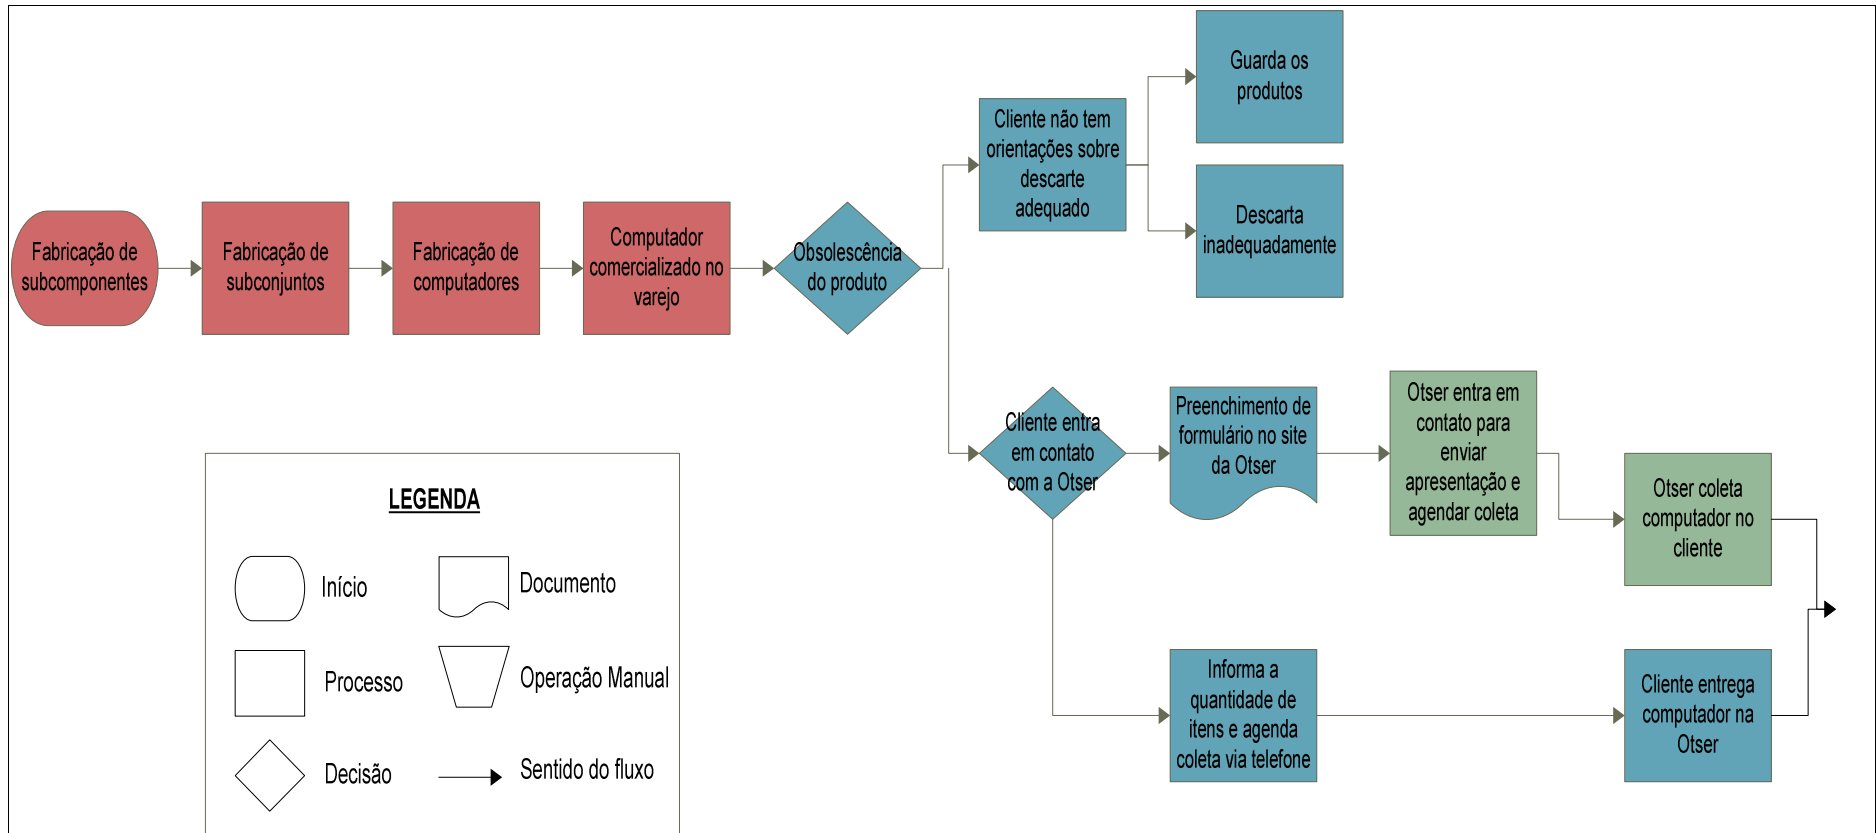 Guarda os
produtos
Cliente não tem
orientações sobre
descarte
adequado
Descarta
inadequadamente
Fabricação de
subcomponentes
Fabricação de
subconjuntos
Fabricação de
computadores
Computador
comercializado no
varejo
Obsolescência
do produto
Cliente entra
em contato
com a Otser
Preenchimento de
formulário no site
da Otser
Otser entra em
contato para
enviar
apresentação e
agendar coleta
Otser coleta
computador no
cliente
Informa a
quantidade de
itens e agenda
coleta via telefone
Cliente entrega
computador na
Otser
LEGENDA
Início
Documento
Processo
Operação Manual
Decisão
Sentido do fluxo